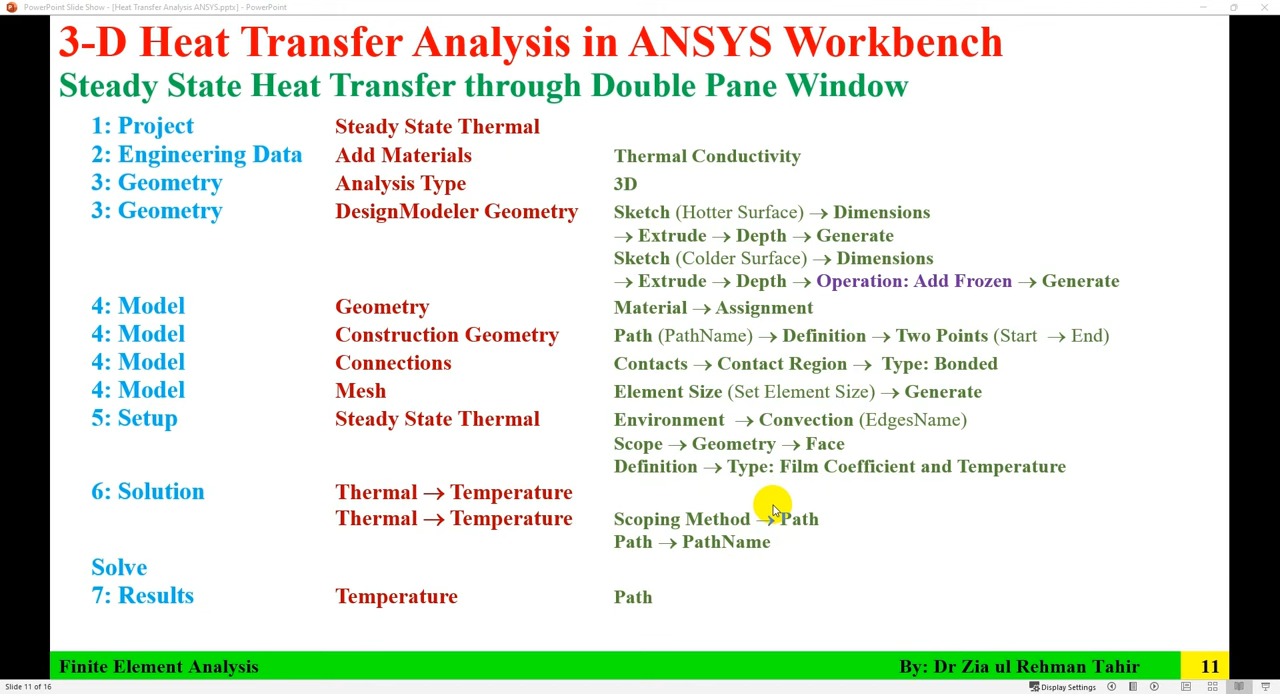 PowerPoint Slide Show - [Heat Transfer Analysis ANSYS.pptx] - PowerPoint
3-D Heat Transfer Analysis in ANSYS Workbench
Steady State Heat Transfer through Double Pane Window
1: Project Steady State Thermal
2: Engineering Data Add Materials Thermal Conductivity
3: Geometry Analysis Type 3D
3: Geometry DesignModeler Geometry Sketch (Hotter Surface) → Dimensions
→ Extrude → Depth → Generate
Sketch (Colder Surface) → Dimensions
→ Extrude → Depth → Operation: Add Frozen → Generate
4: Model Geometry Material → Assignment
4: Model Construction Geometry Path (PathName) → Definition → Two Points (Start → End)
4: Model Connections Contacts → Contact Region → Type: Bonded
4: Model Mesh Element Size (Set Element Size) → Generate
5: Setup Steady State Thermal Environment → Convection (EdgesName)
Scope → Geometry → Face
Definition → Type: Film Coefficient and Temperature
6: Solution Thermal → Temperature
Thermal → Temperature Scoping Method → Path
Path → PathName
Solve
7: Results Temperature Path
Finite Element Analysis By: Dr Zia ul Rehman Tahir 11
Slide 11 of 16 Display Settings